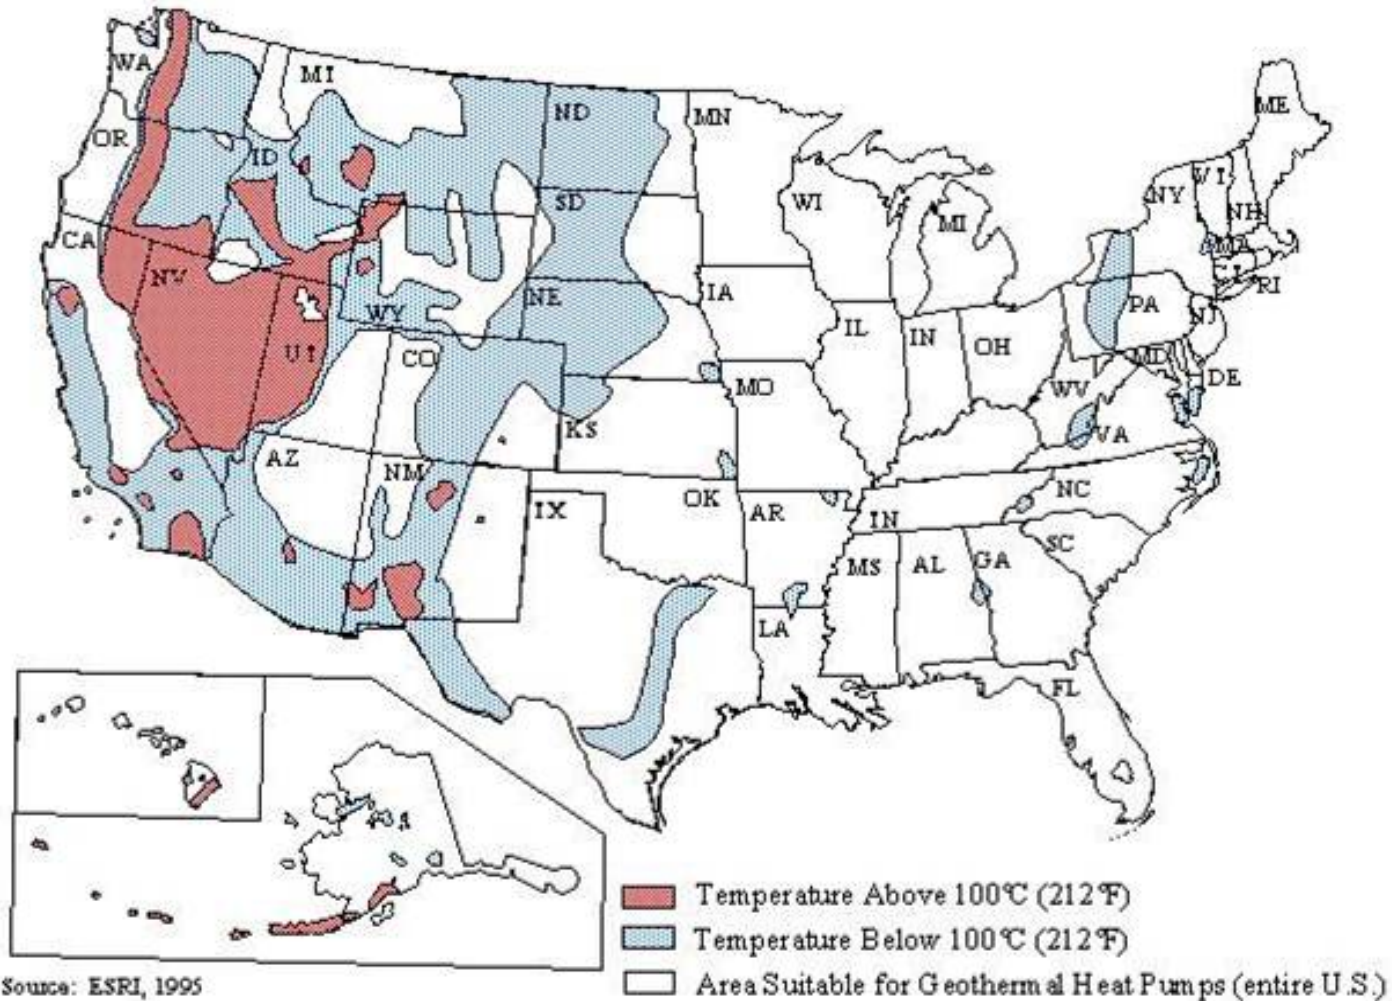 WA
MI
ND
MN
ME
OR
ID
SD
WI
MI
NY
VT
NH
MA
CA
NV
WY
NE
IA
RI
PA
NJ
UT
CO
IL
IN
OH
MD
DE
MO
WV
VA
KS
AZ
NM
OK
AR
NC
TX
TN
SC
MS
AL
GA
LA
FL
Temperature Above 100°C (212°F)
Temperature Below 100°C (212°F)
Area Suitable for Geothermal Heat Pumps (entire U.S.)
Source: ESRI, 1995